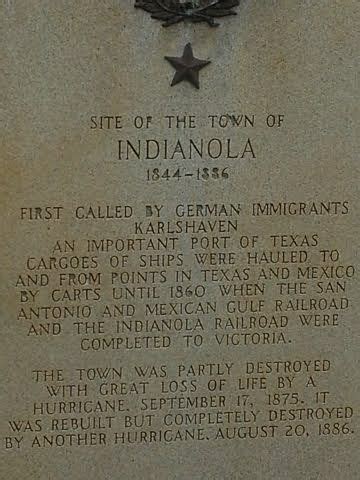 SITE OF THE TOWN OF
INDIANOLA
1844-1886
FIRST CALLED BY GERMAN IMMIGRANTS
KARLSHAVEN
AN IMPORTANT PORT OF TEXAS
CARGOES OF SHIPS WERE HAULED TO
AND FROM POINTS IN TEXAS AND MEXICO
BY CARTS UNTIL 1860 WHEN THE SAN
ANTONIO AND MEXICAN GULF RAILROAD
AND THE INDIANOLA RAILROAD WERE
COMPLETED TO VICTORIA.
THE TOWN WAS PARTLY DESTROYED
WITH GREAT LOSS OF LIFE BY A
HURRICANE, SEPTEMBER 17, 1875. IT
WAS REBUILT BUT COMPLETELY DESTROYED
BY ANOTHER HURRICANE, AUGUST 20, 1886.